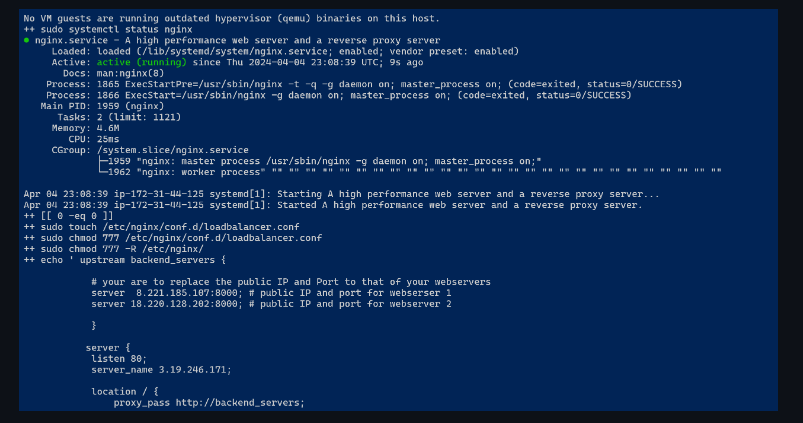 No VM guests are running outdated hypervisor (qemu) binaries on this host.
++ sudo systemctl status nginx
● nginx.service - A high performance web server and a reverse proxy server
Loaded: loaded (/lib/systemd/system/nginx.service; enabled; vendor preset: enabled)
Active: active (running) since Thu 2024-04-04 23:08:39 UTC; 9s ago
Docs: man:nginx(8)
Process: 1865 ExecStartPre=/usr/sbin/nginx -t -q -g daemon on; master_process on; (code=exited, status=0/SUCCESS)
Process: 1866 ExecStart=/usr/sbin/nginx -g daemon on; master_process on; (code=exited, status=0/SUCCESS)
Main PID: 1959 (nginx)
Tasks: 2 (limit: 1121)
Memory: 4.6M
CPU: 25ms
CGroup: /system.slice/nginx.service
├─1959 "nginx: master process /usr/sbin/nginx -g daemon on; master_process on;"
└─1962 "nginx: worker process" "" "" "" "" "" "" "" "" "" "" "" "" "" "" "" "" "" "" "" "" "" "" "" "" "" "" ""
Apr 04 23:08:39 ip-172-31-44-125 systemd[1]: Starting A high performance web server and a reverse proxy server...
Apr 04 23:08:39 ip-172-31-44-125 systemd[1]: Started A high performance web server and a reverse proxy server.
++ [[ 0 -eq 0 ]]
++ sudo touch /etc/nginx/conf.d/loadbalancer.conf
++ sudo chmod 777 /etc/nginx/conf.d/loadbalancer.conf
++ sudo chmod 777 -R /etc/nginx/
++ echo ' upstream backend_servers {
# your are to replace the public IP and Port to that of your webservers
server  8.221.185.107:8000; # public IP and port for webserser 1
server 18.220.128.202:8000; # public IP and port for webserver 2
}
server {
listen 80;
server_name 3.19.246.171;
location / {
proxy_pass http://backend_servers;